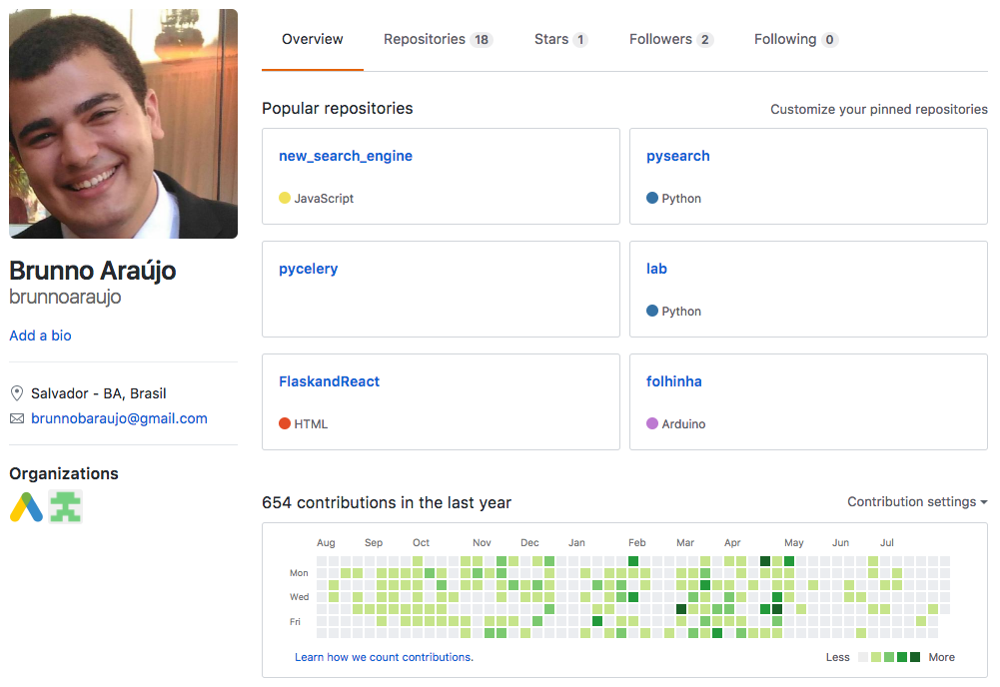 Overview Repositories 18 Stars 1 Followers 2 Following 0
Popular repositories Customize your pinned repositories
new_search_engine
JavaScript
pysearch
Python
pycelery
lab
Python
FlaskandReact
HTML
folhinha
Arduino
Brunno Araújo
brunnoaraujo
Add a bio
Salvador - BA, Brasil
brunnobaraujo@gmail.com
Organizations
654 contributions in the last year Contribution settings
Aug Sep Oct Nov Dec Jan Feb Mar Apr May Jun Jul
Mon
Wed
Fri
Learn how we count contributions. Less More